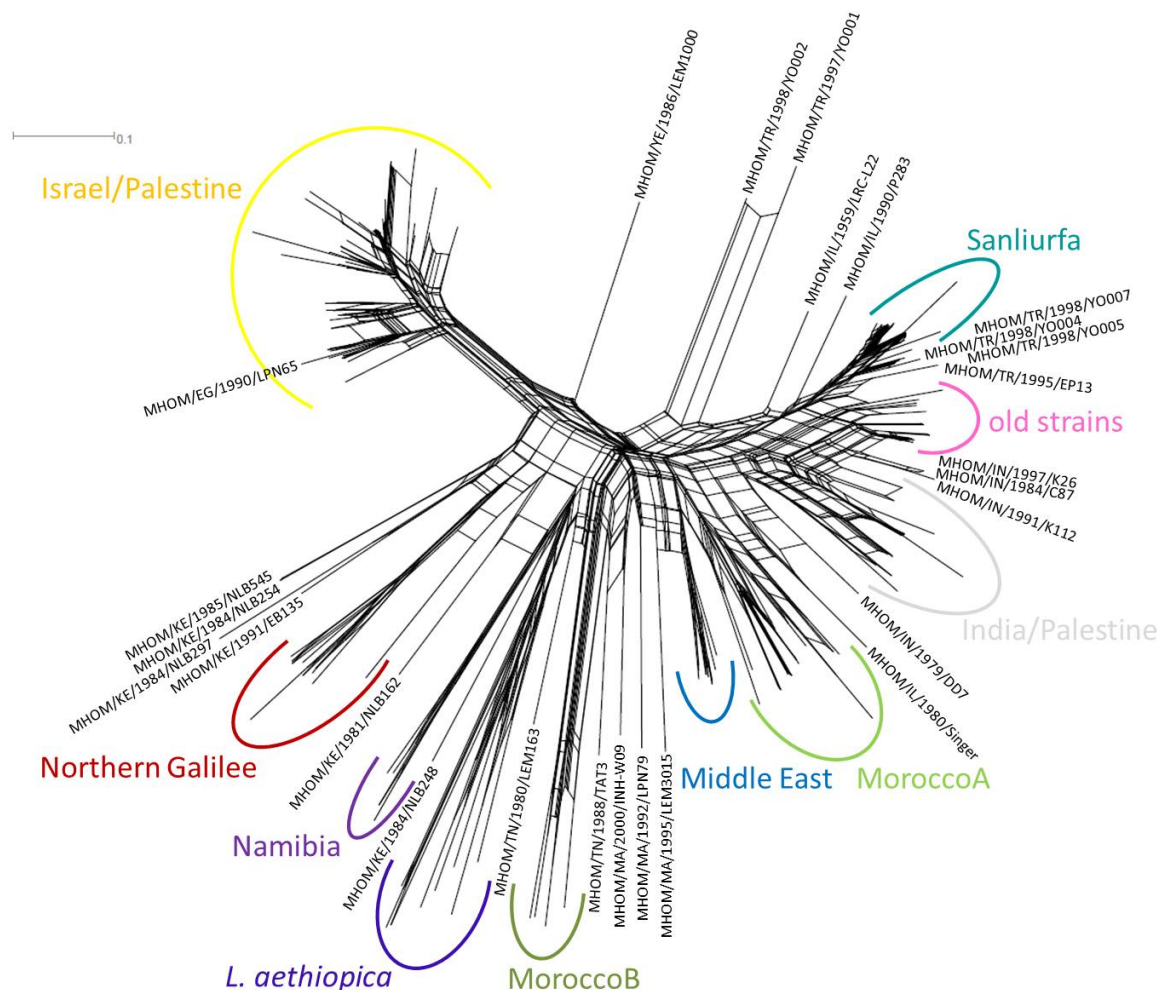 MHOM/YE/1986/LEM1000
MHOM/TR/1998/YO002
MHOM/TR/1997/YO001
0.1
Israel/Palestine
MHOM/IL/1959/LRC-L22
MHOM/IL/1990/P283
Sanliurfa
MHOM/TR/1998/YO007
MHOM/TR/1998/YO004
MHOM/TR/1998/YO005
MHOM/TR/1995/EP13
MHOM/EG/1990/LPN65
old strains
MHOM/IN/1997/K26
MHOM/IN/1984/C87
MHOM/IN/1991/K112
India/Palestine
MHOM/KE/1985/NLB545
MHOM/KE/1984/NLB254
MHOM/KE/1984/NLB297
MHOM/KE/1991/EB135
MHOM/IN/1979/DD7
MHOM/IL/1980/Singer
Northern Galilee
MHOM/KE/1981/NLB162
Middle East
MoroccoA
Namibia
MHOM/KE/1984/NLB248
MHOM/TN/1980/LEM163
MHOM/TN/1988/TAT3
MHOM/MA/2000/INH-W09
MHOM/MA/1992/LPN79
MHOM/MA/1995/LEM3015
L. aethiopica
MoroccoB